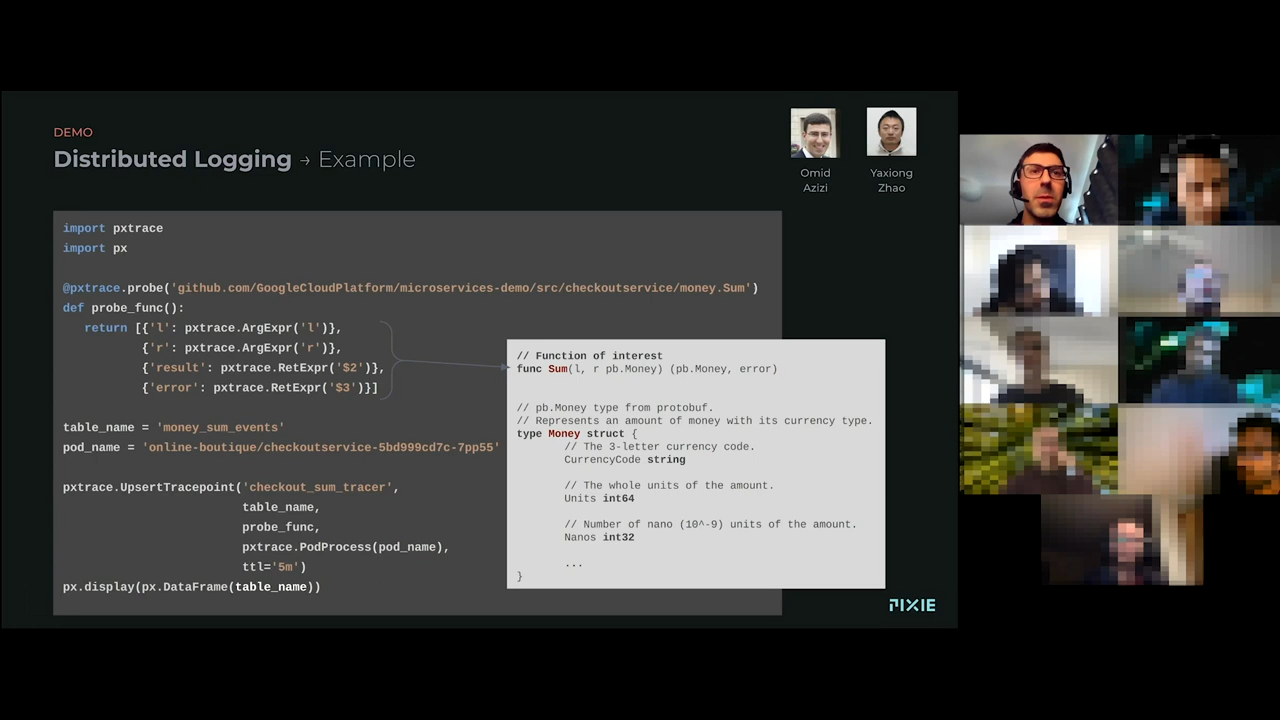 DEMO
Distributed Logging → Example
Omid
Azizi
Yaxiong
Zhao
import pxtrace
import px
@pxtrace.probe('github.com/GoogleCloudPlatform/microservices-demo/src/checkoutservice/money.Sum')
def probe_func():
return [{'l': pxtrace.ArgExpr('l')},
{'r': pxtrace.ArgExpr('r')},
{'result': pxtrace.RetExpr('$2')},
{'error': pxtrace.RetExpr('$3')}]
table_name = 'money_sum_events'
pod_name = 'online-boutique/checkoutservice-5bd999cd7c-7pp55'
pxtrace.UpsertTracepoint('checkout_sum_tracer',
table_name,
probe_func,
pxtrace.PodProcess(pod_name),
ttl='5m')
px.display(px.DataFrame(table_name))
// Function of interest
func Sum(l, r pb.Money) (pb.Money, error)
// pb.Money type from protobuf.
// Represents an amount of money with its currency type.
type Money struct {
// The 3-letter currency code.
CurrencyCode string
// The whole units of the amount.
Units int64
// Number of nano (10^-9) units of the amount.
Nanos int32
...
}
PIXIE